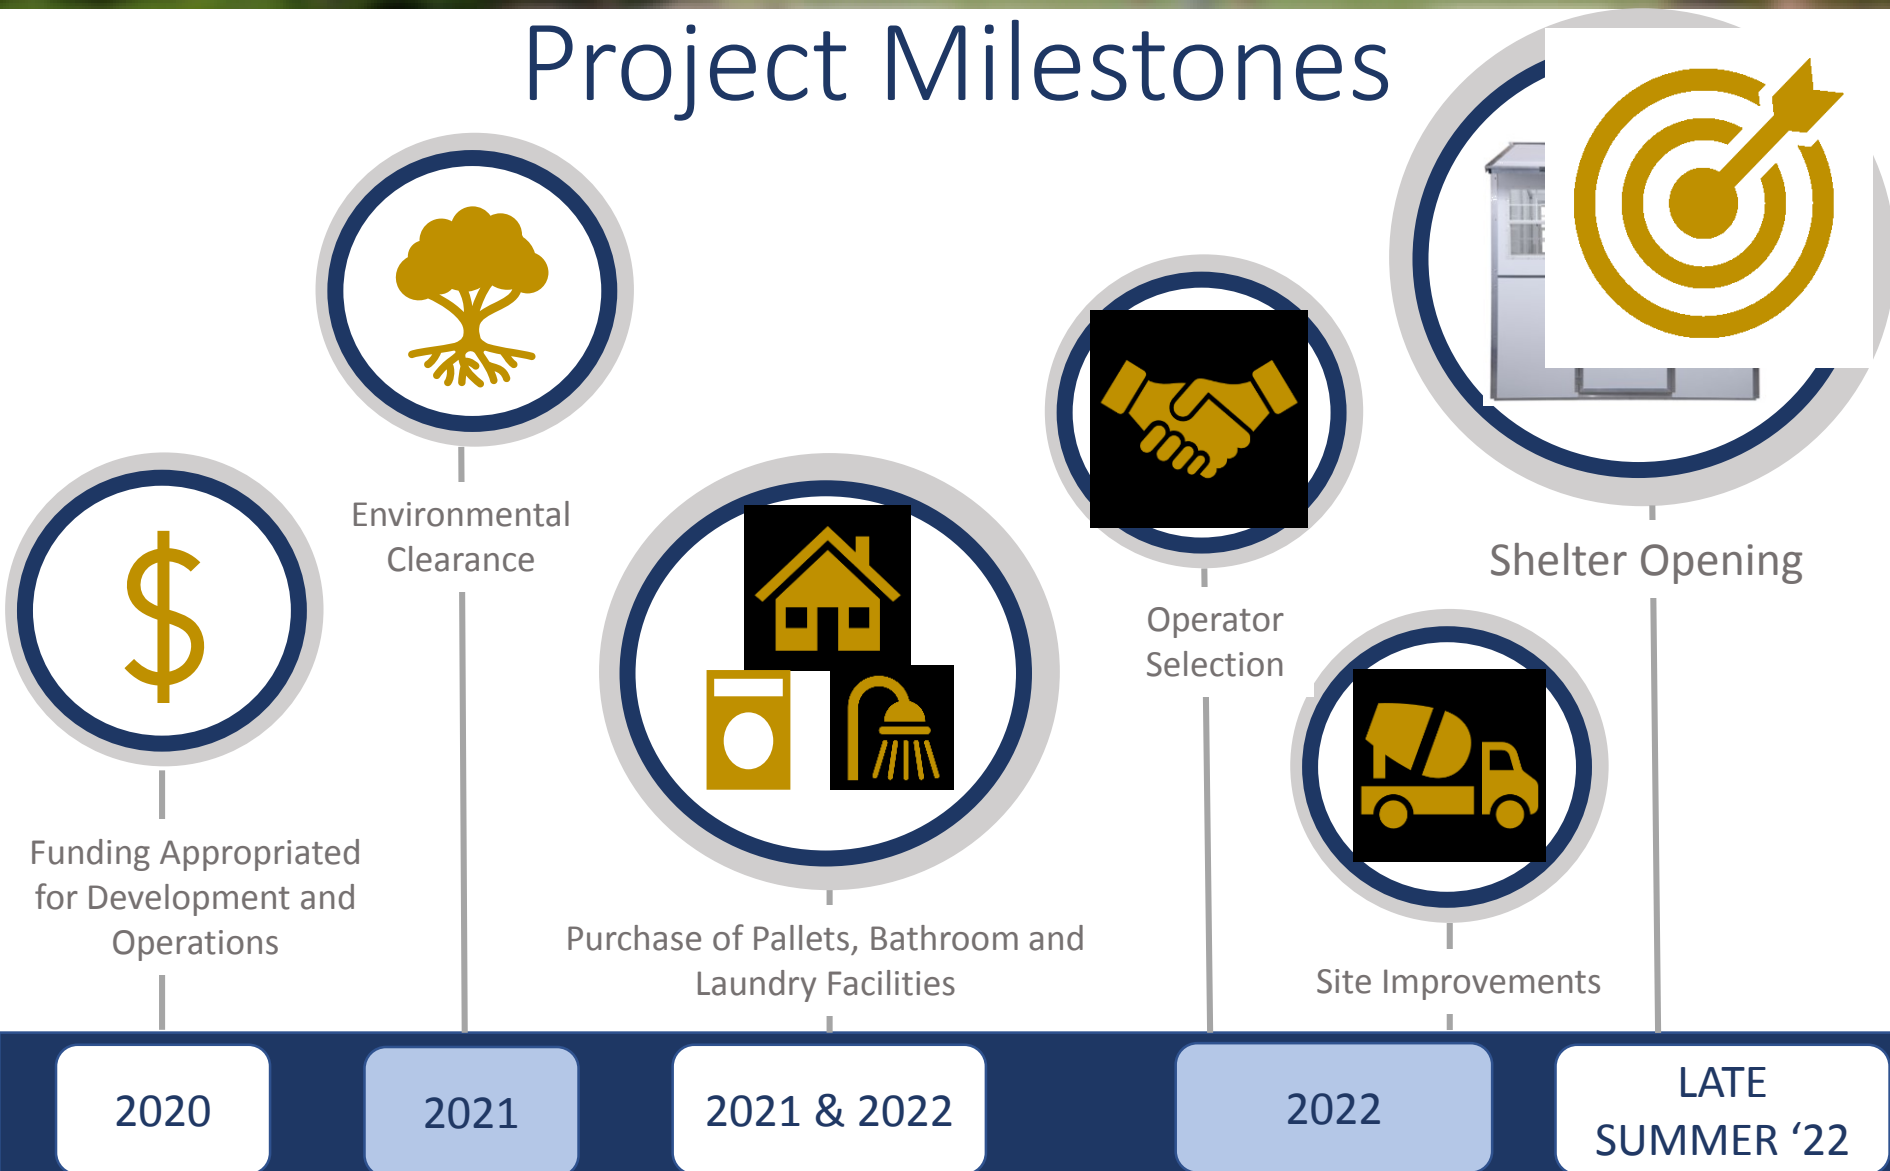 Project Milestones
Environmental
Clearance
Shelter Opening
Operator
Selection
Funding Appropriated
for Development and
Operations
Purchase of Pallets, Bathroom and
Laundry Facilities
Site Improvements
2020
2021
2021 & 2022
2022
LATE
SUMMER ‘22